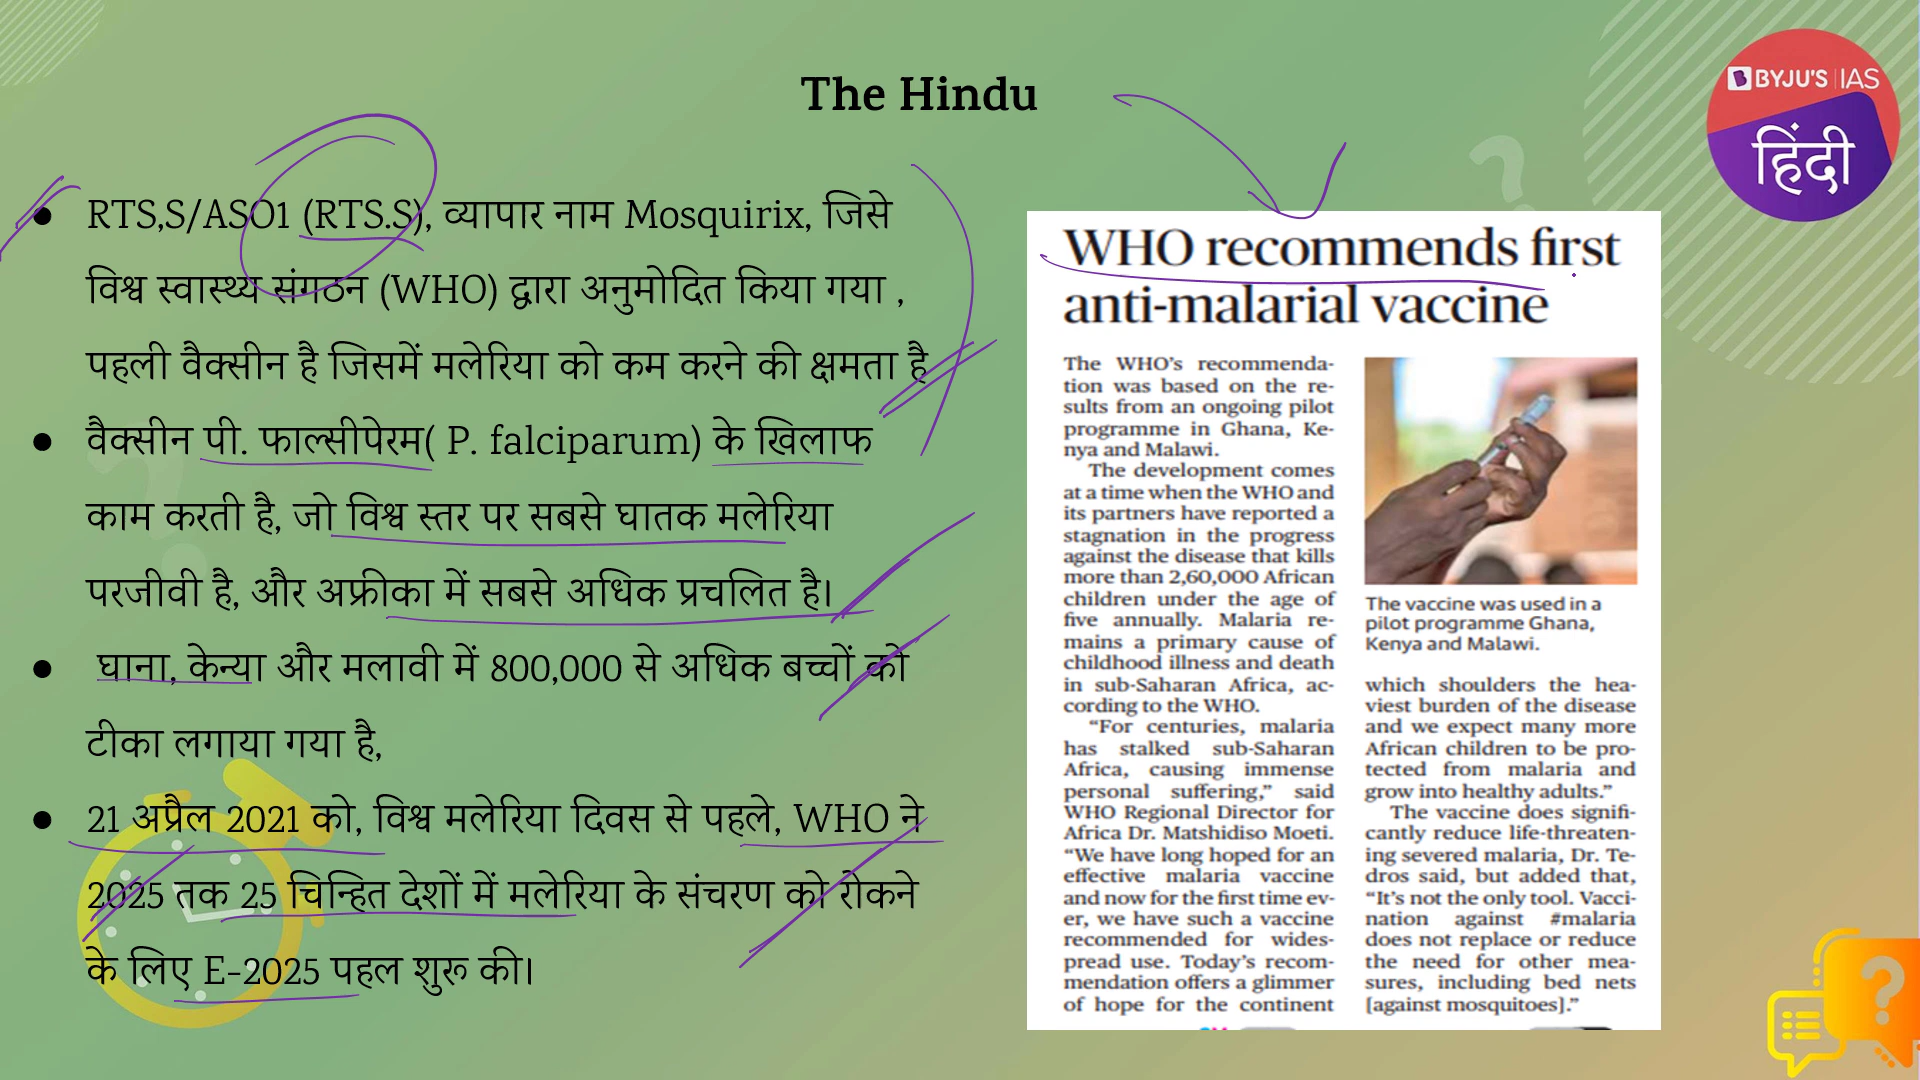 The Hindu
BYJU'S IAS
हिंदी
● RTS,S/ASO1 (RTS.S), व्यापार नाम Mosquirix, जिसे
विश्व स्वास्थ्य संगठन (WHO) द्वारा अनुमोदित किया गया ,
पहली वैक्सीन है जिसमें मलेरिया को कम करने की क्षमता है
● वैक्सीन पी. फाल्सीपेरम( P. falciparum) के खिलाफ
काम करती है, जो विश्व स्तर पर सबसे घातक मलेरिया
परजीवी है, और अफ्रीका में सबसे अधिक प्रचलित है।
● घाना, केन्या और मलावी में 800,000 से अधिक बच्चों को
टीका लगाया गया है,
● 21 अप्रैल 2021 को, विश्व मलेरिया दिवस से पहले, WHO ने
2025 तक 25 चिन्हित देशों में मलेरिया के संचरण को रोकने
के लिए E-2025 पहल शुरू की।
WHO recommends first
anti-malarial vaccine
The WHO's recommenda-
tion was based on the re-
sults from an ongoing pilot
programme in Ghana, Ke-
nya and Malawi.
The development comes
at a time when the WHO and
its partners have reported a
stagnation in the progress
against the disease that kills
more than 2,60,000 African
children under the age of
five annually. Malaria re-
mains a primary cause of
childhood illness and death
in sub-Saharan Africa, ac-
cording to the WHO.
"For centuries, malaria
has stalked sub-Saharan
Africa, causing immense
personal suffering," said
WHO Regional Director for
Africa Dr. Matshidiso Moeti.
"We have long hoped for an
effective malaria vaccine
and now for the first time ev-
er, we have such a vaccine
recommended for wides-
pread use. Today's recom-
mendation offers a glimmer
of hope for the continent
The vaccine was used in a
pilot programme Ghana,
Kenya and Malawi.
which shoulders the hea-
viest burden of the disease
and we expect many more
African children to be pro-
tected from malaria and
grow into healthy adults."
The vaccine does signifi-
cantly reduce life-threaten-
ing severed malaria, Dr. Te-
dros said, but added that,
"It's not the only tool. Vacci-
nation against #malaria
does not replace or reduce
the need for other mea-
sures, including bed nets
[against mosquitoes]."